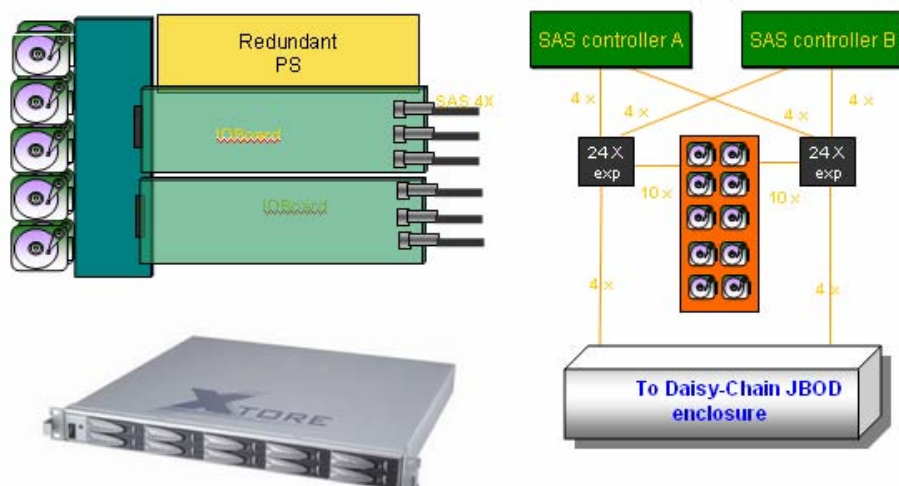 Redundant
PS
SAS 4X
IOBoard
IOBoard
XTORE
SAS controller A
SAS controller B
4 x
4 x
4 x
4 x
24 X
exp
24 X
exp
10 x
10 x
4 x
4 x
To Daisy-Chain JBOD
enclosure